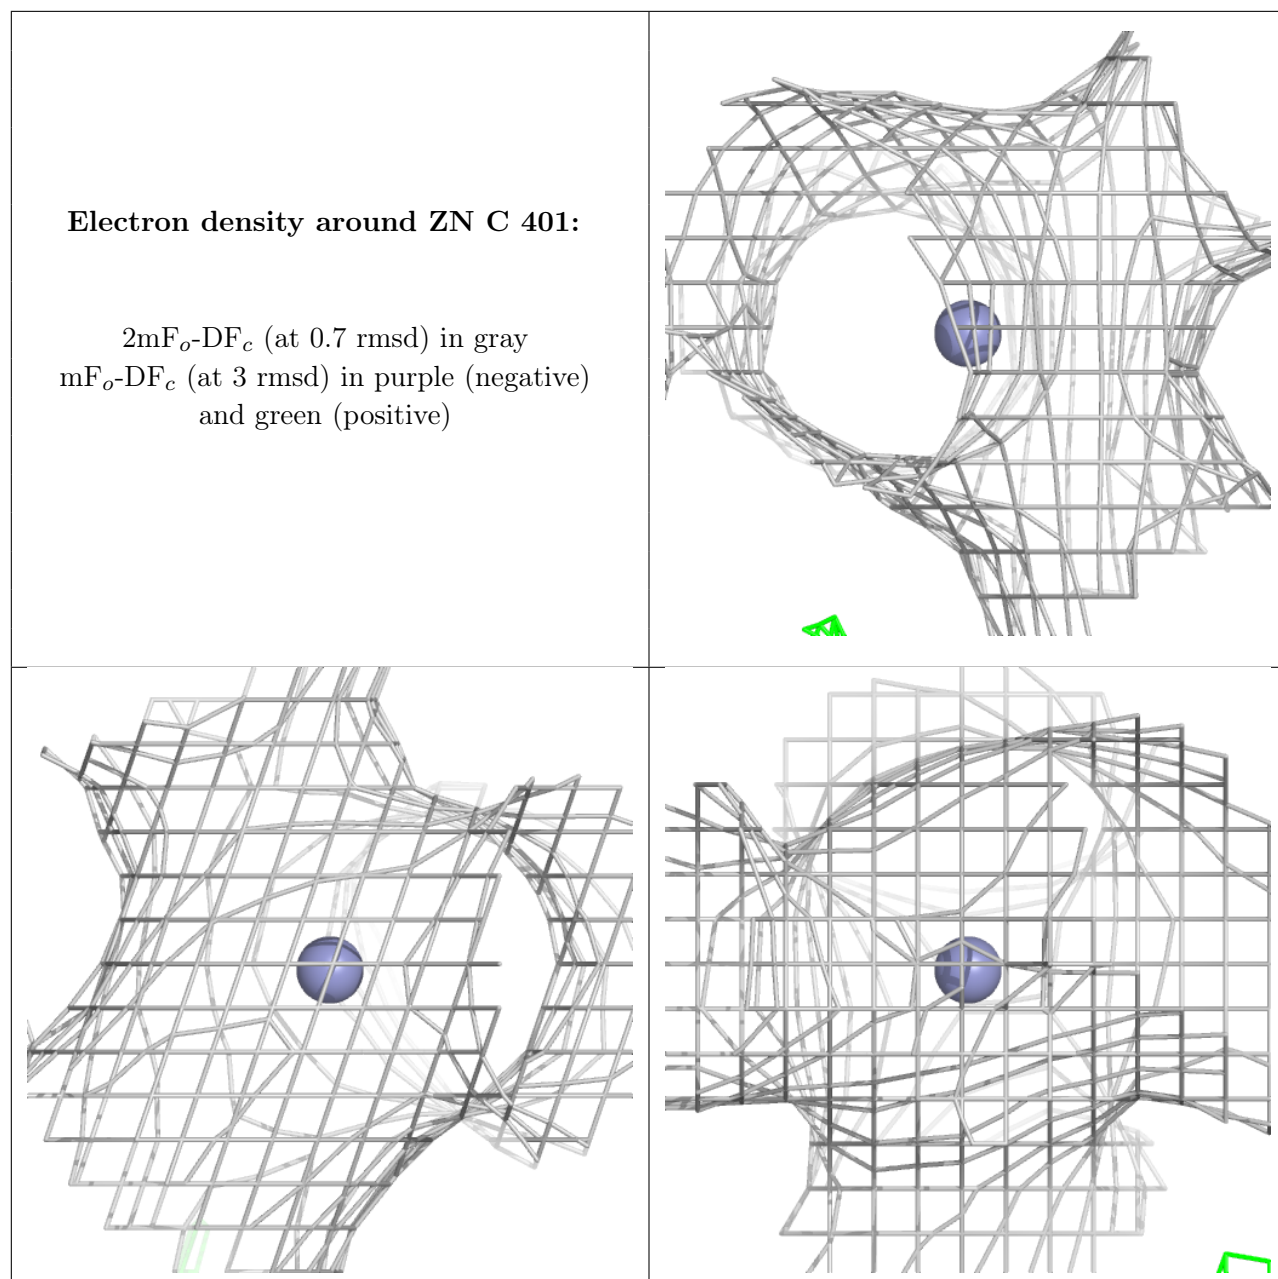 Electron density around ZN C 401:
2mFo-DFc (at 0.7 rmsd) in gray
mFo-DFc (at 3 rmsd) in purple (negative)
and green (positive)